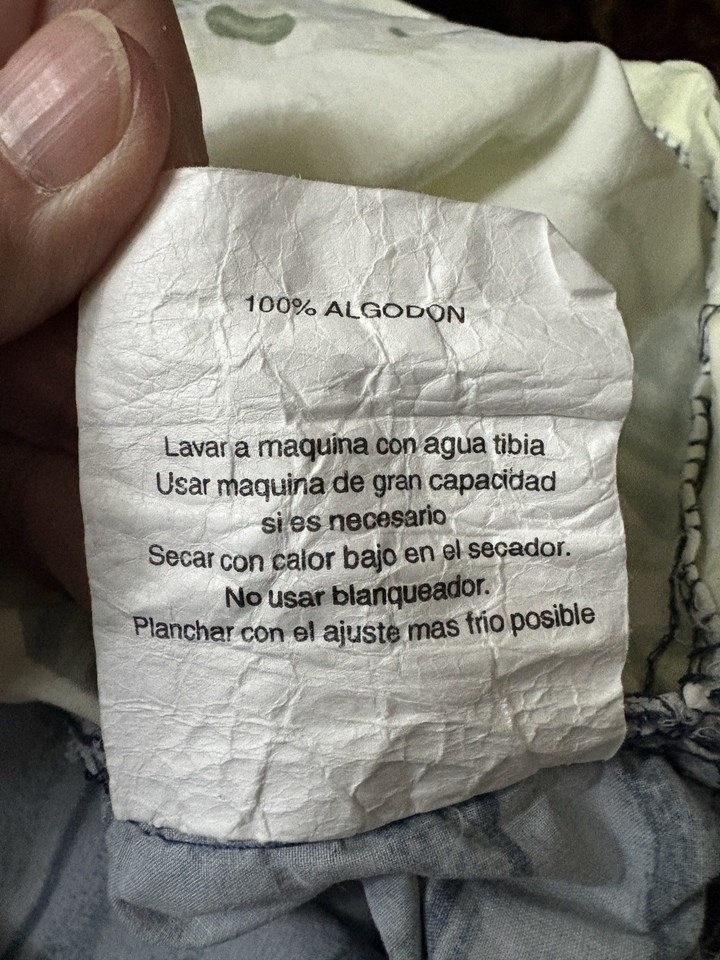 100% ALGODON
Lavar a maquina con agua tibia
Usar maquina de gran capacidad
si es necesario
Secar con calor bajo en el secador.
No usar blanqueador.
Planchar con el ajuste mas frio posible